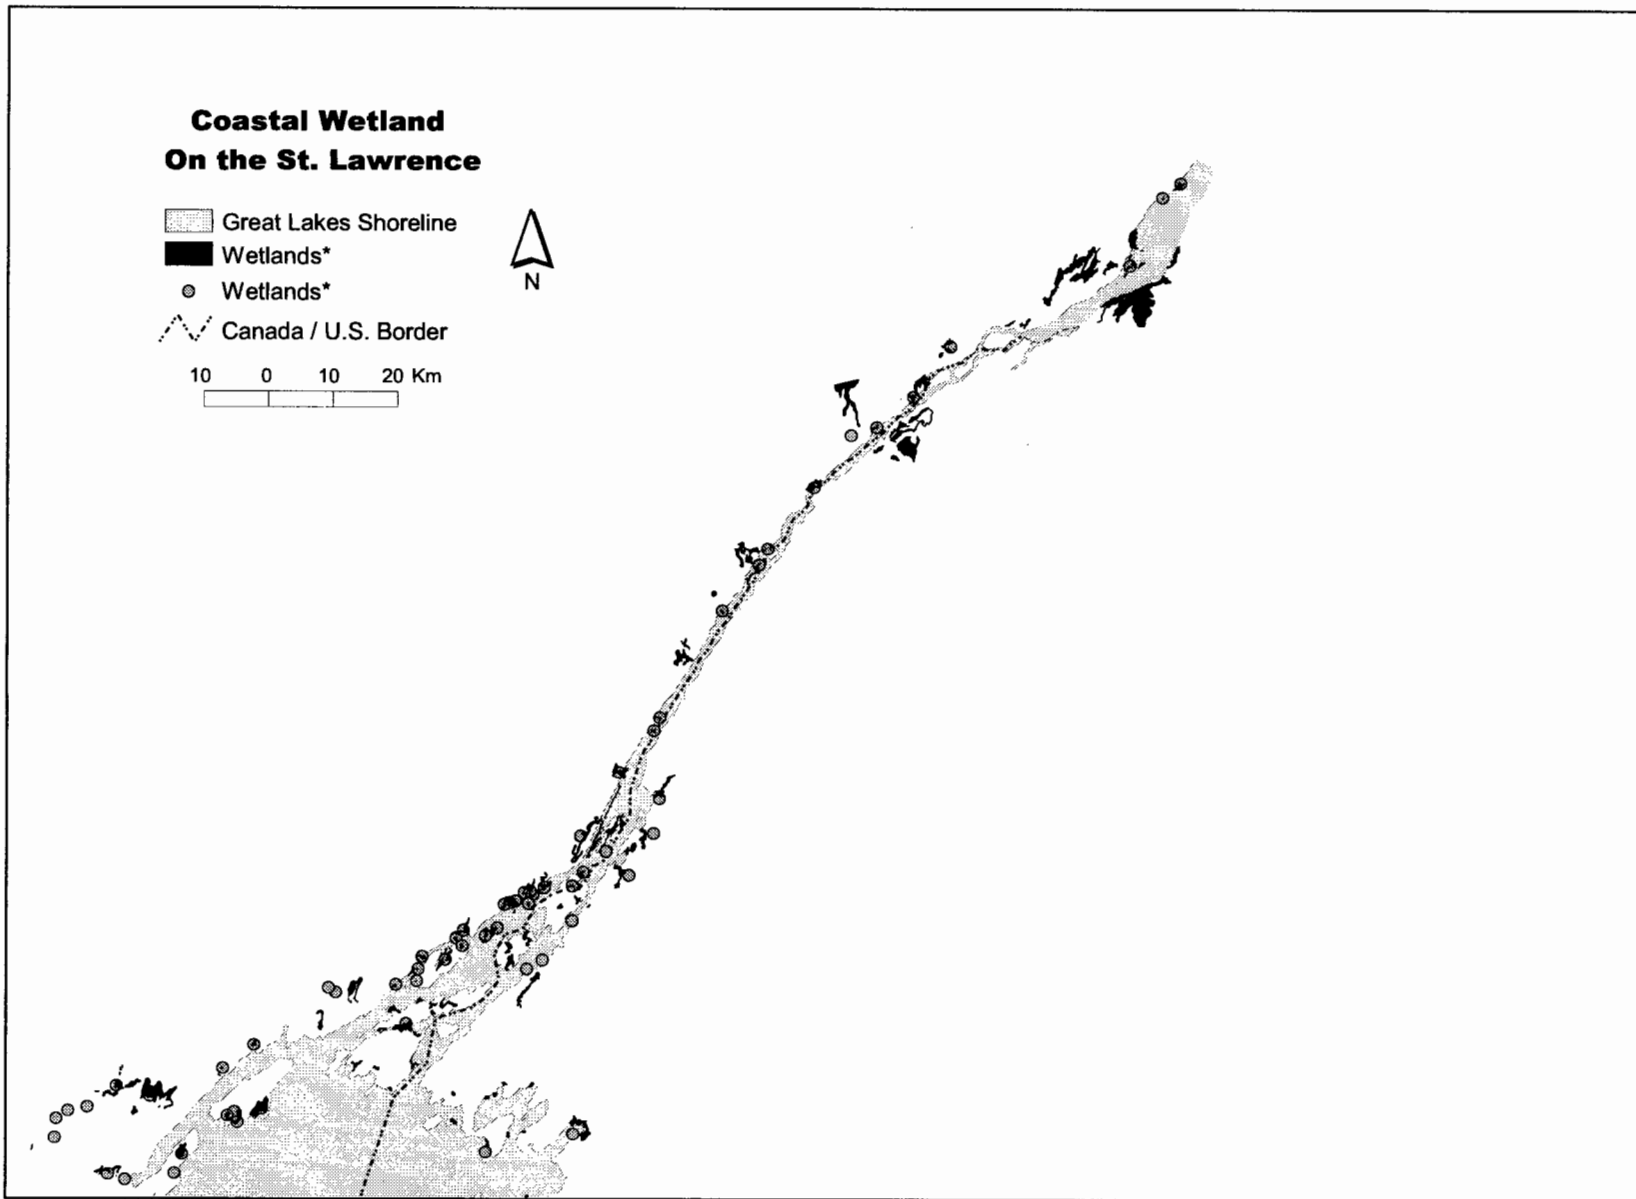 Coastal Wetland
On the St. Lawrence
Great Lakes Shoreline
Wetlands*
Wetlands*
Canada / U.S. Border
N
10 0 10 20 Km